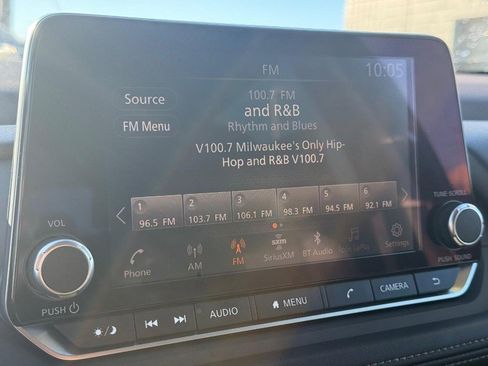 FM
10:05
Source
100.7 FM
and R&B
FM Menu
Rhythm and Blues
V100.7 Milwaukee's Only Hip-
Hop and R&B V100.7
1 2 3 4 5 6
96.5 FM 103.7 FM 106.1 FM 98.3 FM 94.5 FM 92.1 FM
VOL
TUNE·SCROLL
Phone AM FM sxm SiriusXM BT Audio Settings
PUSH
PUSH SOUND
AUDIO MENU CAMERA